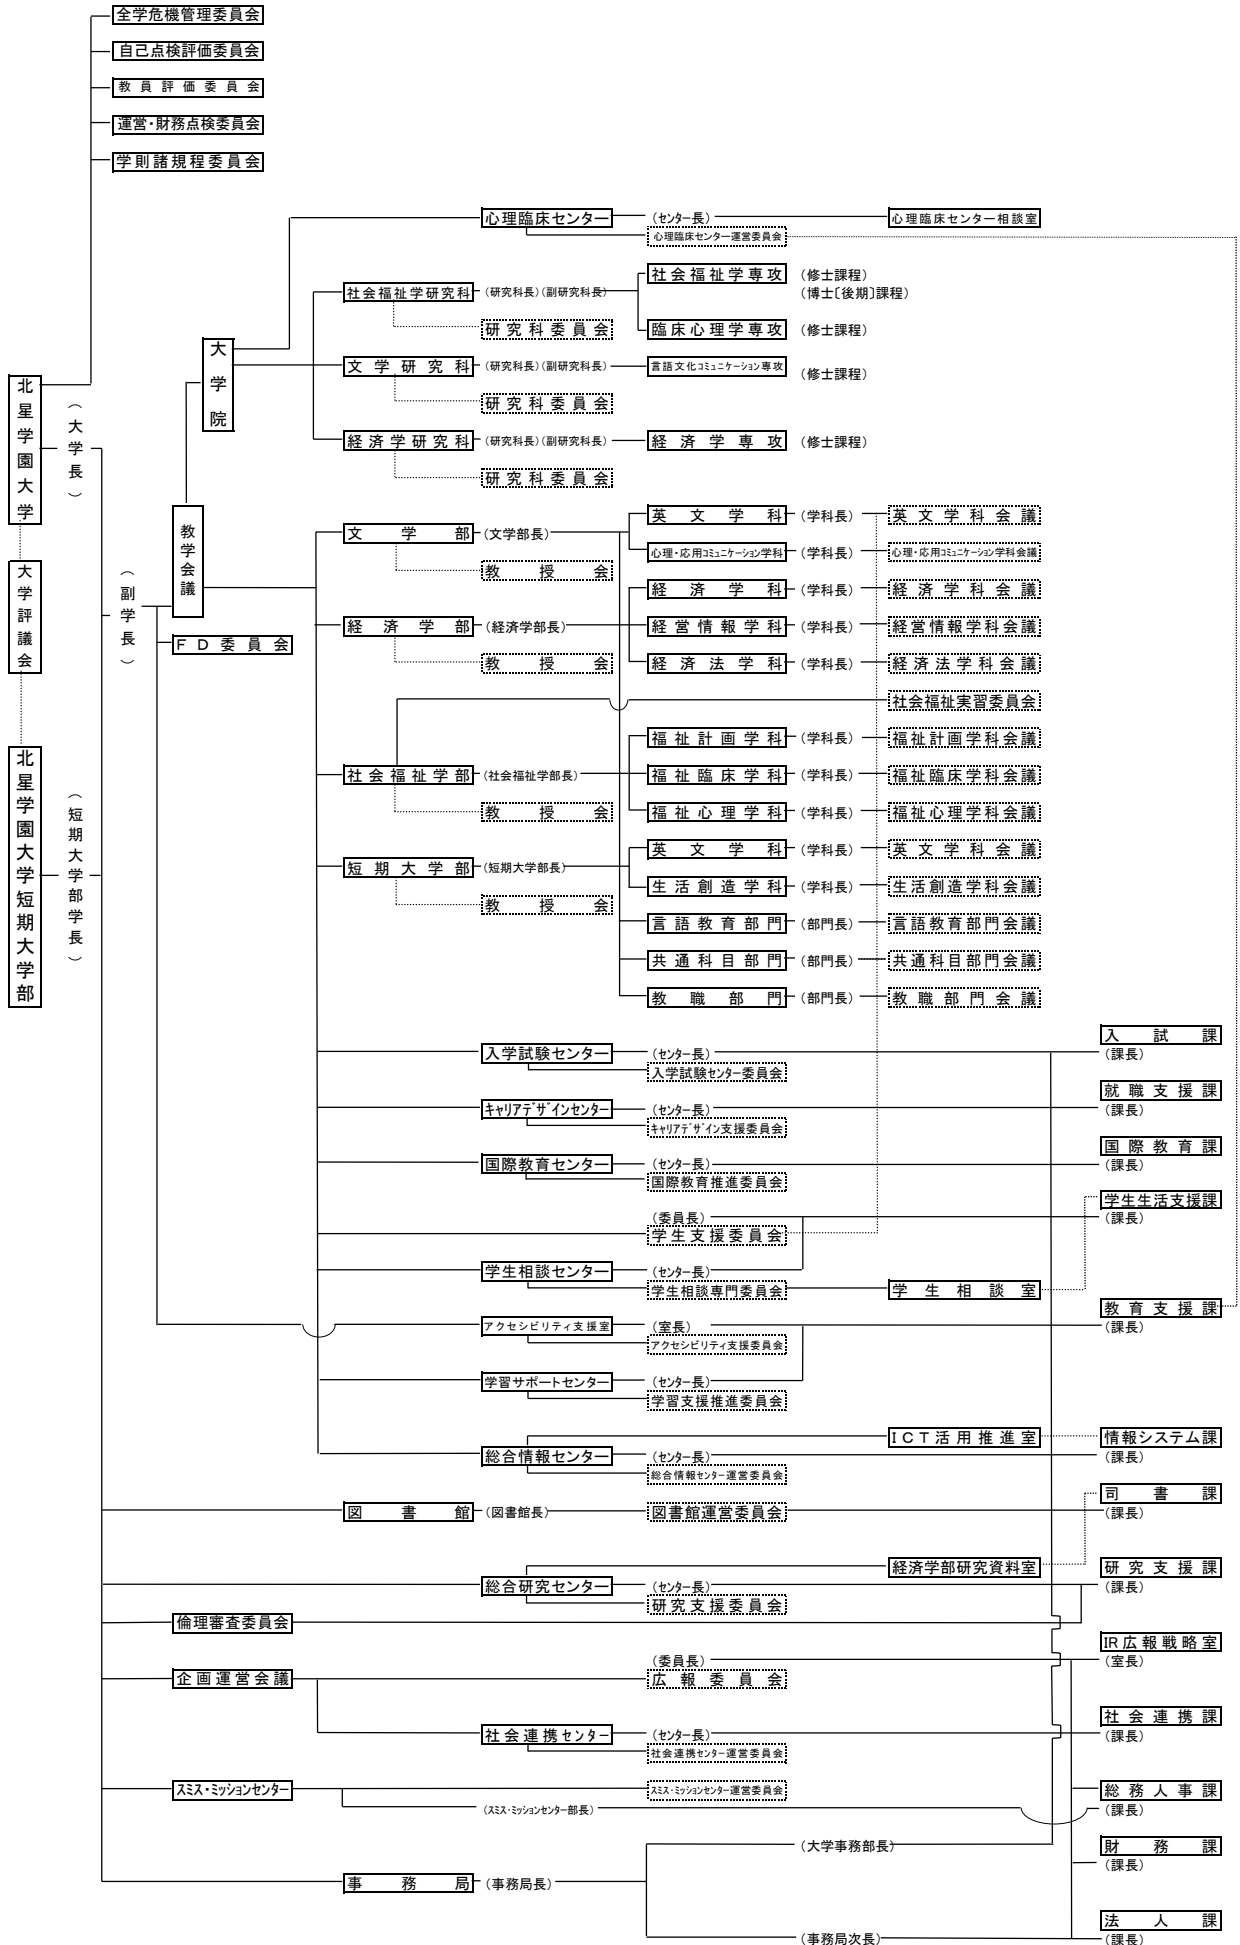 全学危機管理委員会
自己点検評価委員会
教員評価委員会
運営・財務点検委員会
学則諸規程委員会
心理臨床センター (センター長) 心理臨床センター相談室
心理臨床センター運営委員会
社会福祉学専攻 (修士課程)
社会福祉学研究科 (研究科長)(副研究科長) (博士〔後期〕課程)
研究科委員会 臨床心理学専攻 (修士課程)
大学院
文学研究科 (研究科長)(副研究科長) 言語文化コミュニケーション専攻 (修士課程)
研究科委員会
北星学園大学
(大学長)
経済学研究科 (研究科長)(副研究科長) 経済学専攻 (修士課程)
研究科委員会
教学会議
英文学科 (学科長) 英文学科会議
文学部 (文学部長)
心理・応用コミュニケーション学科 (学科長) 心理・応用コミュニケーション学科会議
教授会
大学評議会
(副学長)
経済学科 (学科長) 経済学科会議
経済学部 (経済学部長) 経営情報学科 (学科長) 経営情報学科会議
FD委員会
教授会 経済法学科 (学科長) 経済法学科会議
社会福祉実習委員会
福祉計画学科 (学科長) 福祉計画学科会議
北星学園大学短期大学部
(短期大学部学長)
社会福祉学部 (社会福祉学部長) 福祉臨床学科 (学科長) 福祉臨床学科会議
教授会 福祉心理学科 (学科長) 福祉心理学科会議
英文学科 (学科長) 英文学科会議
短期大学部 (短期大学部長)
生活創造学科 (学科長) 生活創造学科会議
教授会
言語教育部門 (部門長) 言語教育部門会議
共通科目部門 (部門長) 共通科目部門会議
教職部門 (部門長) 教職部門会議
入試課
入学試験センター (センター長) (課長)
入学試験センター委員会
就職支援課
キャリアデザインセンター (センター長) (課長)
キャリアデザイン支援委員会
国際教育課
国際教育センター (センター長) (課長)
国際教育推進委員会
学生生活支援課
(委員長) (課長)
学生支援委員会
学生相談センター (センター長)
学生相談専門委員会 学生相談室
教育支援課
アクセシビリティ支援室 (室長) (課長)
アクセシビリティ支援委員会
学習サポートセンター (センター長)
学習支援推進委員会
ICT活用推進室 情報システム課
総合情報センター (センター長) (課長)
総合情報センター運営委員会
司書課
図書館 (図書館長) 図書館運営委員会 (課長)
経済学部研究資料室 研究支援課
総合研究センター (センター長) (課長)
研究支援委員会
倫理審査委員会
IR広報戦略室
(委員長) (室長)
企画運営会議 広報委員会
社会連携課
社会連携センター (センター長) (課長)
社会連携センター運営委員会
スミス・ミッションセンター スミス・ミッションセンター運営委員会 総務人事課
(スミス・ミッションセンター部長) (課長)
(大学事務部長) 財務課
(課長)
事務局 (事務局長)
法人課
(事務局次長) (課長)